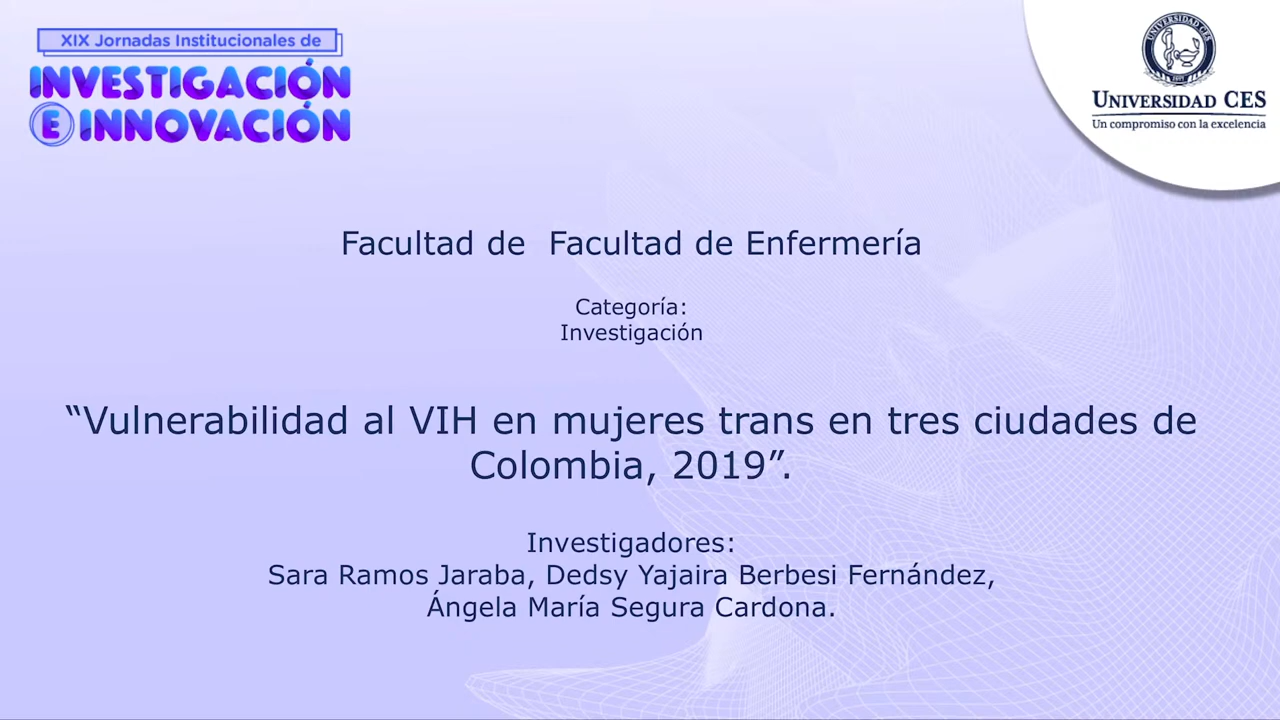 XIX Jornadas Institucionales de
INVESTIGACIÓN
E INNOVACIÓN
UNIVERSIDAD CES
UNIVERSIDAD CES
Un compromiso con la excelencia
Facultad de  Facultad de Enfermería
Categoría:
Investigación
“Vulnerabilidad al VIH en mujeres trans en tres ciudades de
Colombia, 2019”.
Investigadores:
Sara Ramos Jaraba, Dedsy Yajaira Berbesi Fernández,
Ángela María Segura Cardona.